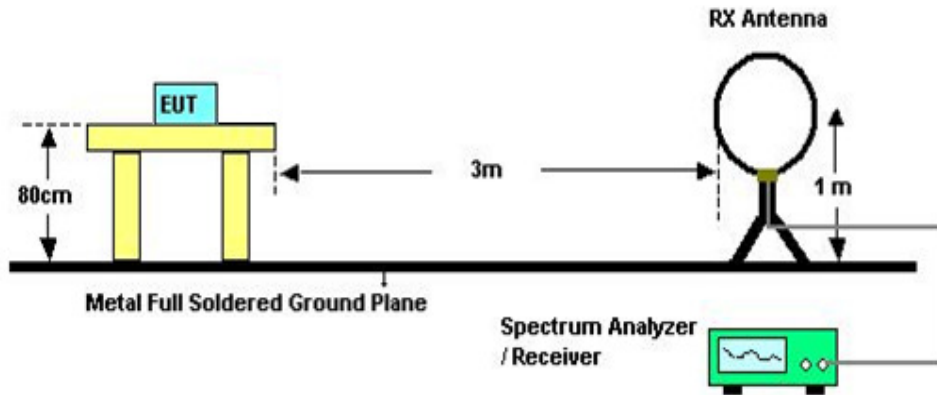 RX Antenna
EUT
3m
80cm
1 m
Metal Full Soldered Ground Plane
Spectrum Analyzer
/ Receiver